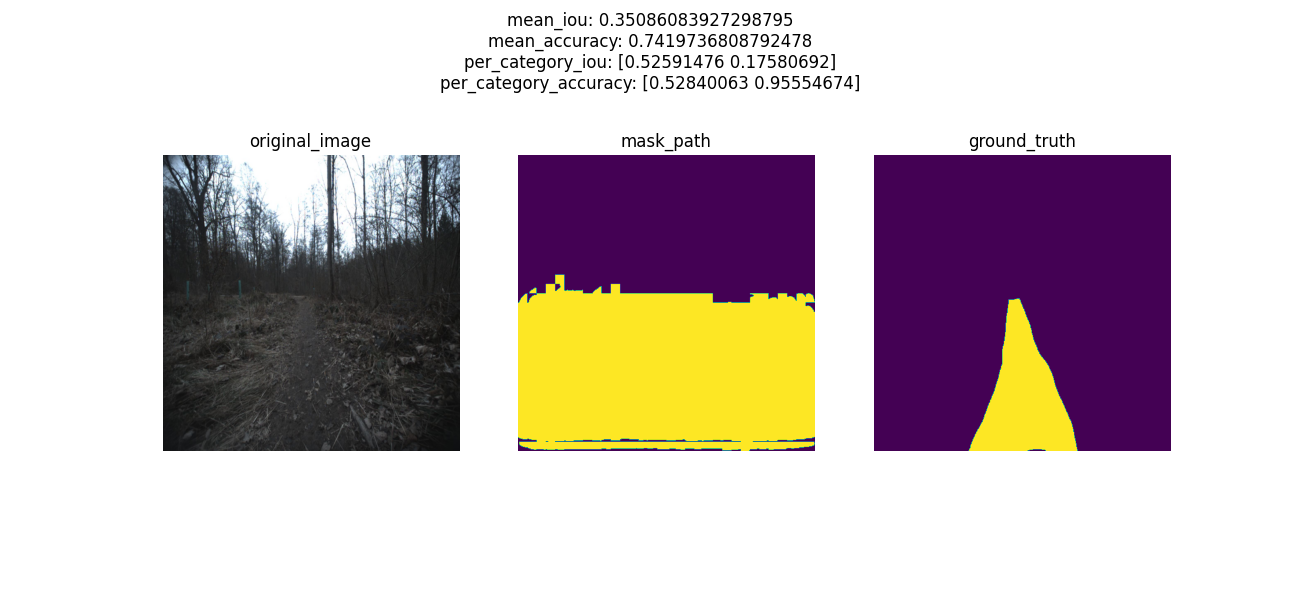 mean_iou: 0.35086083927298795
mean_accuracy: 0.7419736808792478
per_category_iou: [0.52591476 0.17580692]
per_category_accuracy: [0.52840063 0.95554674]
original_image
mask_path
ground_truth